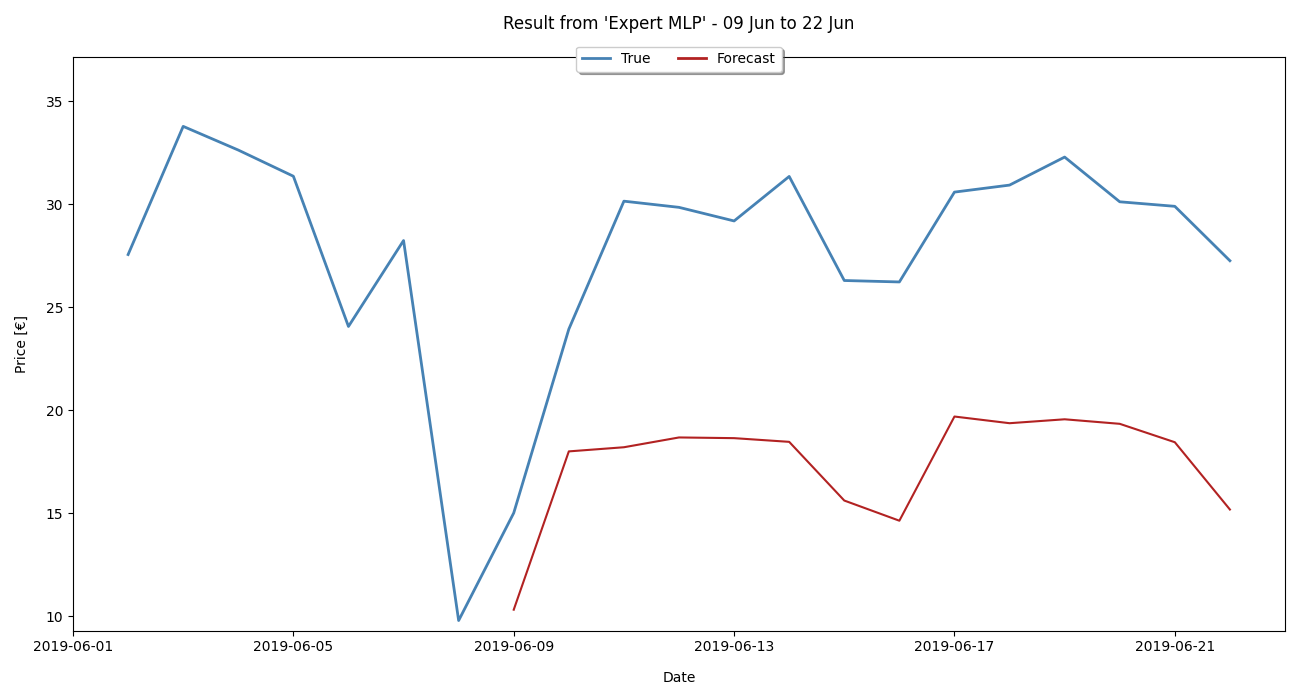 Result from 'Expert MLP' - 09 Jun to 22 Jun
True Forecast
35
30
25
20
15
10
Price [€]
2019-06-01 2019-06-05 2019-06-09 2019-06-13 2019-06-17 2019-06-21
Date